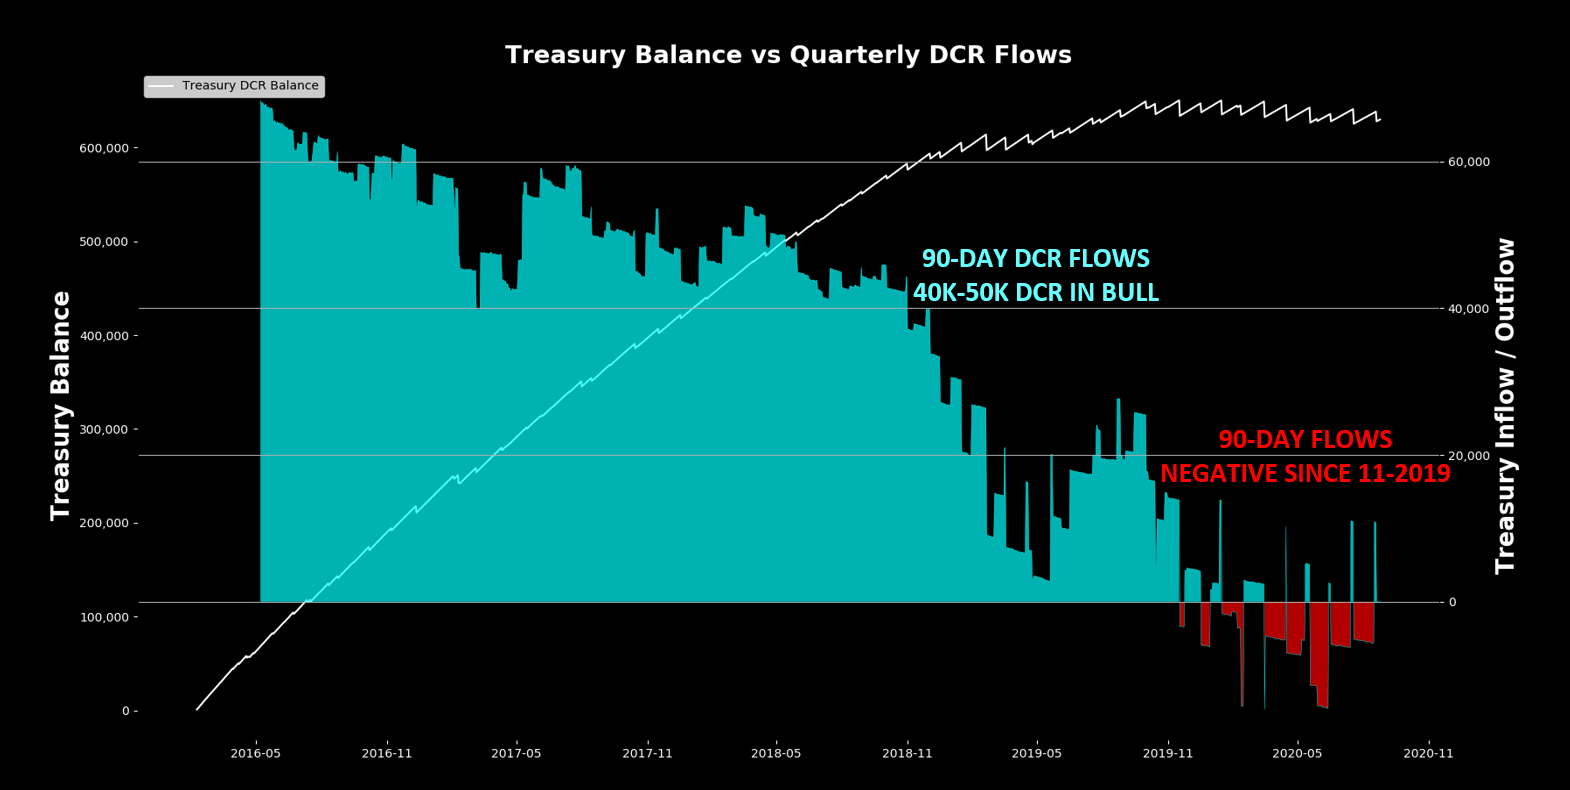 Treasury Balance vs Quarterly DCR Flows
Treasury DCR Balance
Treasury Balance
600,000
500,000
400,000
300,000
200,000
100,000
0
90-DAY DCR FLOWS
40K-50K DCR IN BULL
90-DAY FLOWS
NEGATIVE SINCE 11-2019
60,000
40,000
20,000
0
Treasury Inflow / Outflow
2016-05
2016-11
2017-05
2017-11
2018-05
2018-11
2019-05
2019-11
2020-05
2020-11